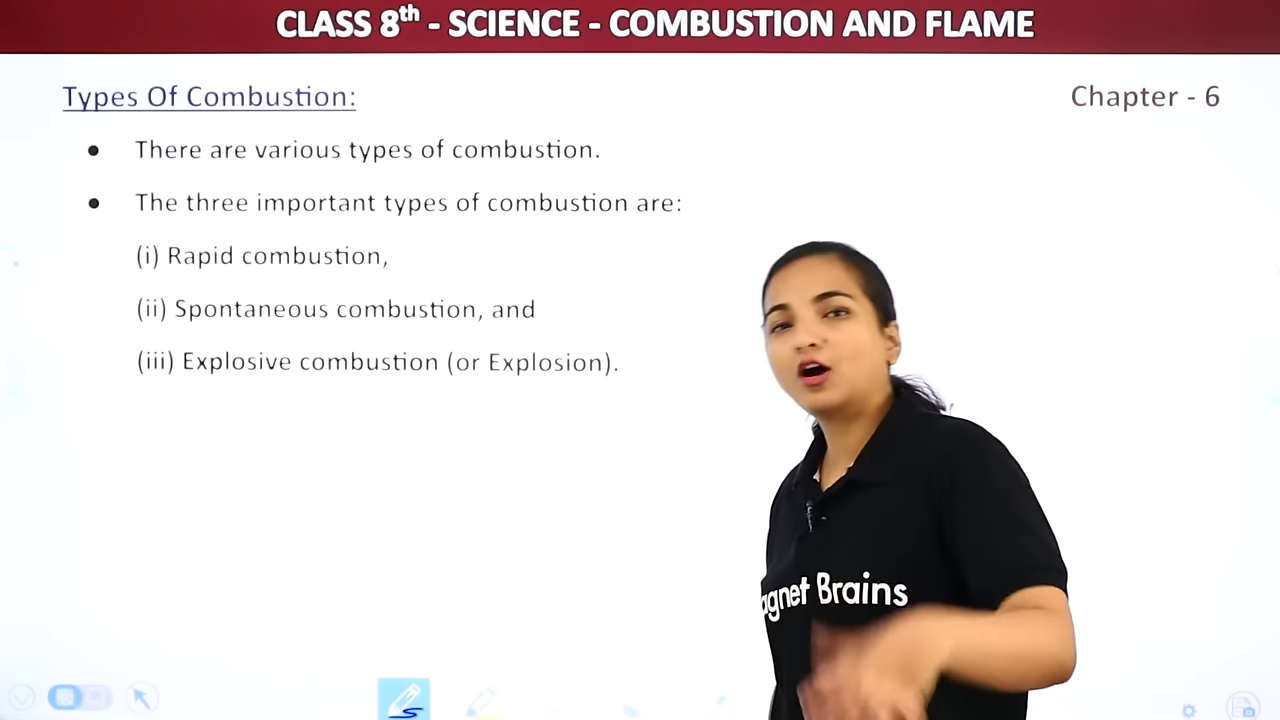 CLASS 8th - SCIENCE - COMBUSTION AND FLAME
Types Of Combustion:
Chapter - 6
• There are various types of combustion.
• The three important types of combustion are:
(i) Rapid combustion,
(ii) Spontaneous combustion, and
(iii) Explosive combustion (or Explosion).
agnet Brains